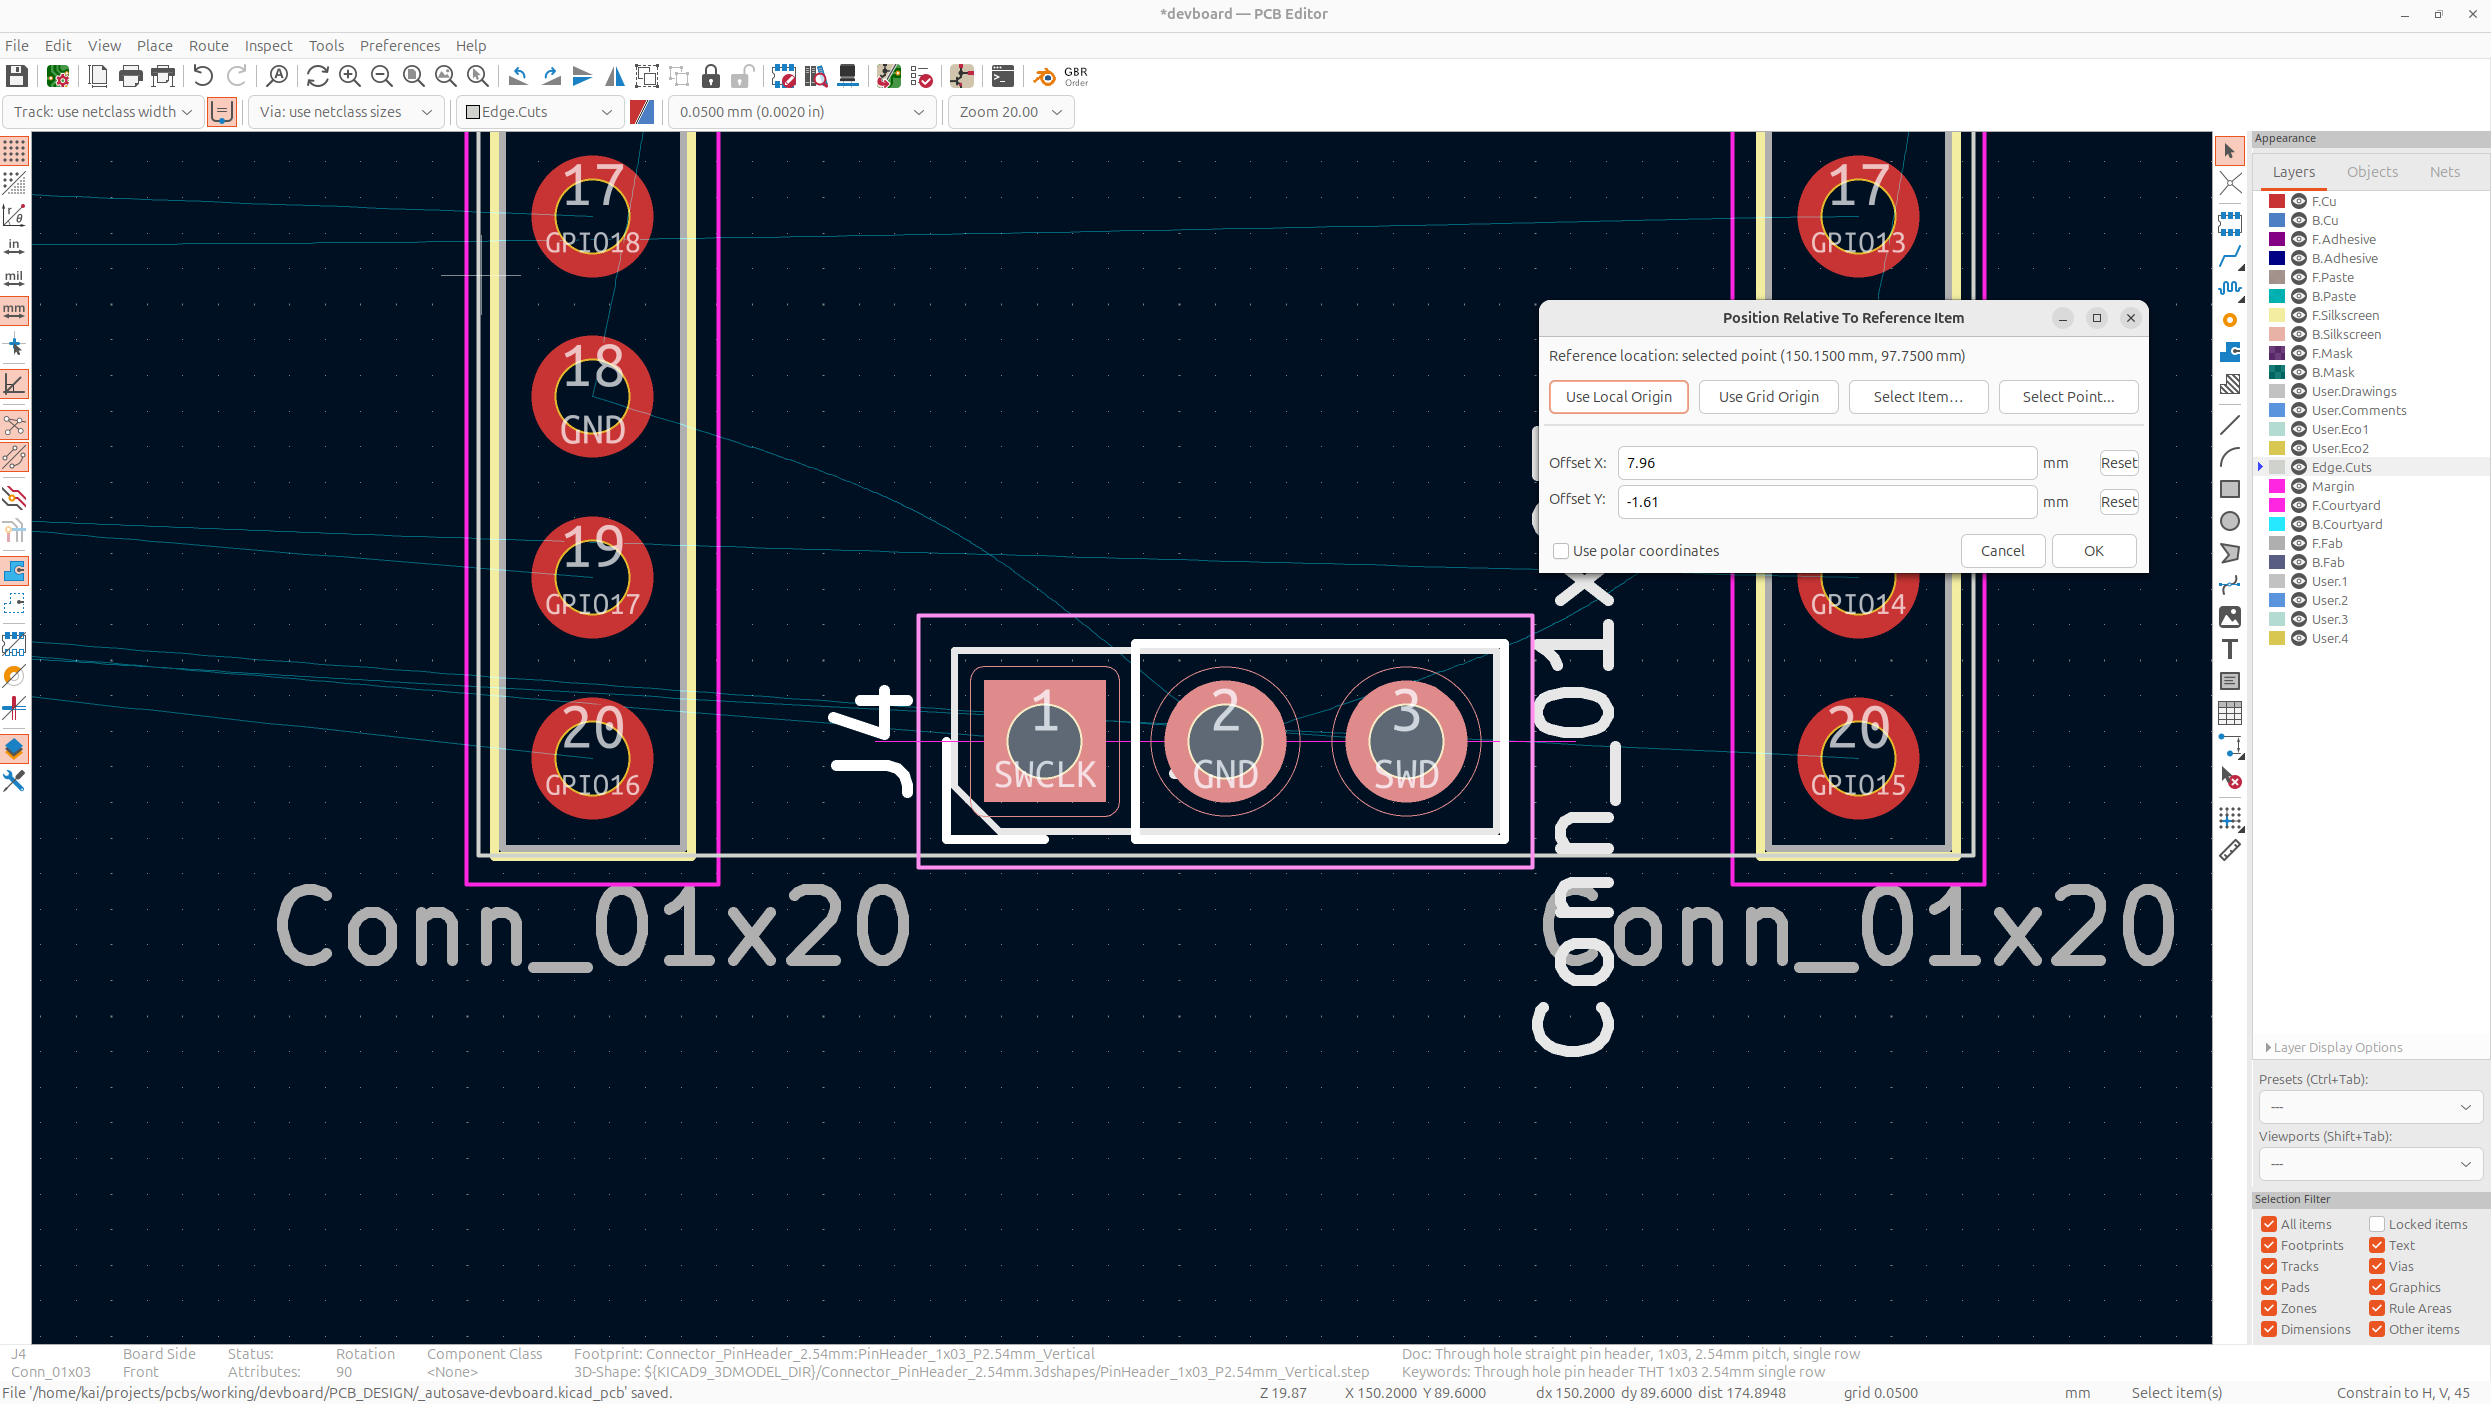 *devboard — PCB Editor
File Edit View Place Route Inspect Tools Preferences Help
GBR
Order
Track: use netclass width
Via: use netclass sizes
Edge.Cuts
0.0500 mm (0.0020 in)
Zoom 20.00
in
mil
mm
17
GPIO18
18
GND
19
GPIO17
20
GPIO16
Conn_01x20
J4
1
SWCLK
2
GND
3
SWD
17
GPIO13
GPIO14
20
GPIO15
Conn_01x20
Position Relative To Reference Item
Reference location: selected point (150.1500 mm, 97.7500 mm)
Use Local Origin
Use Grid Origin
Select Item...
Select Point...
Offset X: 7.96 mm Reset
Offset Y: -1.61 mm Reset
Use polar coordinates
Cancel
OK
Appearance
Layers Objects Nets
F.Cu
B.Cu
F.Adhesive
B.Adhesive
F.Paste
B.Paste
F.Silkscreen
B.Silkscreen
F.Mask
B.Mask
User.Drawings
User.Comments
User.Eco1
User.Eco2
Edge.Cuts
Margin
F.Courtyard
B.Courtyard
F.Fab
B.Fab
User.1
User.2
User.3
User.4
Layer Display Options
Presets (Ctrl+Tab):
---
Viewports (Shift+Tab):
---
Selection Filter
All items Locked items
Footprints Text
Tracks Vias
Pads Graphics
Zones Rule Areas
Dimensions Other items
J4 Board Side Status: Rotation Component Class Footprint: Connector_PinHeader_2.54mm:PinHeader_1x03_P2.54mm_Vertical Doc: Through hole straight pin header, 1x03, 2.54mm pitch, single row
Conn_01x03 Front Attributes: 90 <None> 3D-Shape: ${KICAD9_3DMODEL_DIR}/Connector_PinHeader_2.54mm.3dshapes/PinHeader_1x03_P2.54mm_Vertical.step Keywords: Through hole pin header THT 1x03 2.54mm single row
File '/home/kai/projects/pcbs/working/devboard/PCB_DESIGN/_autosave-devboard.kicad_pcb' saved. Z 19.87 X 150.2000 Y 89.6000 dx 150.2000 dy 89.6000 dist 174.8948 grid 0.0500 mm Select item(s) Constrain to H, V, 45